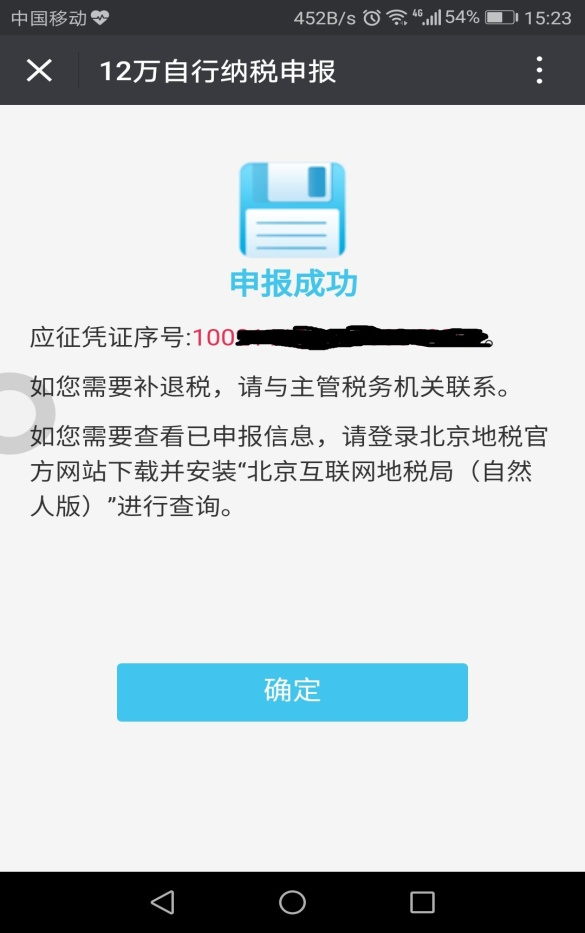 中国移动 452B/s 4G 54% 15:23
12万自行纳税申报
申报成功
应征凭证序号:100
如您需要补退税，请与主管税务机关联系。
如您需要查看已申报信息，请登录北京地税官
方网站下载并安装“北京互联网地税局（自然
人版）”进行查询。
确定